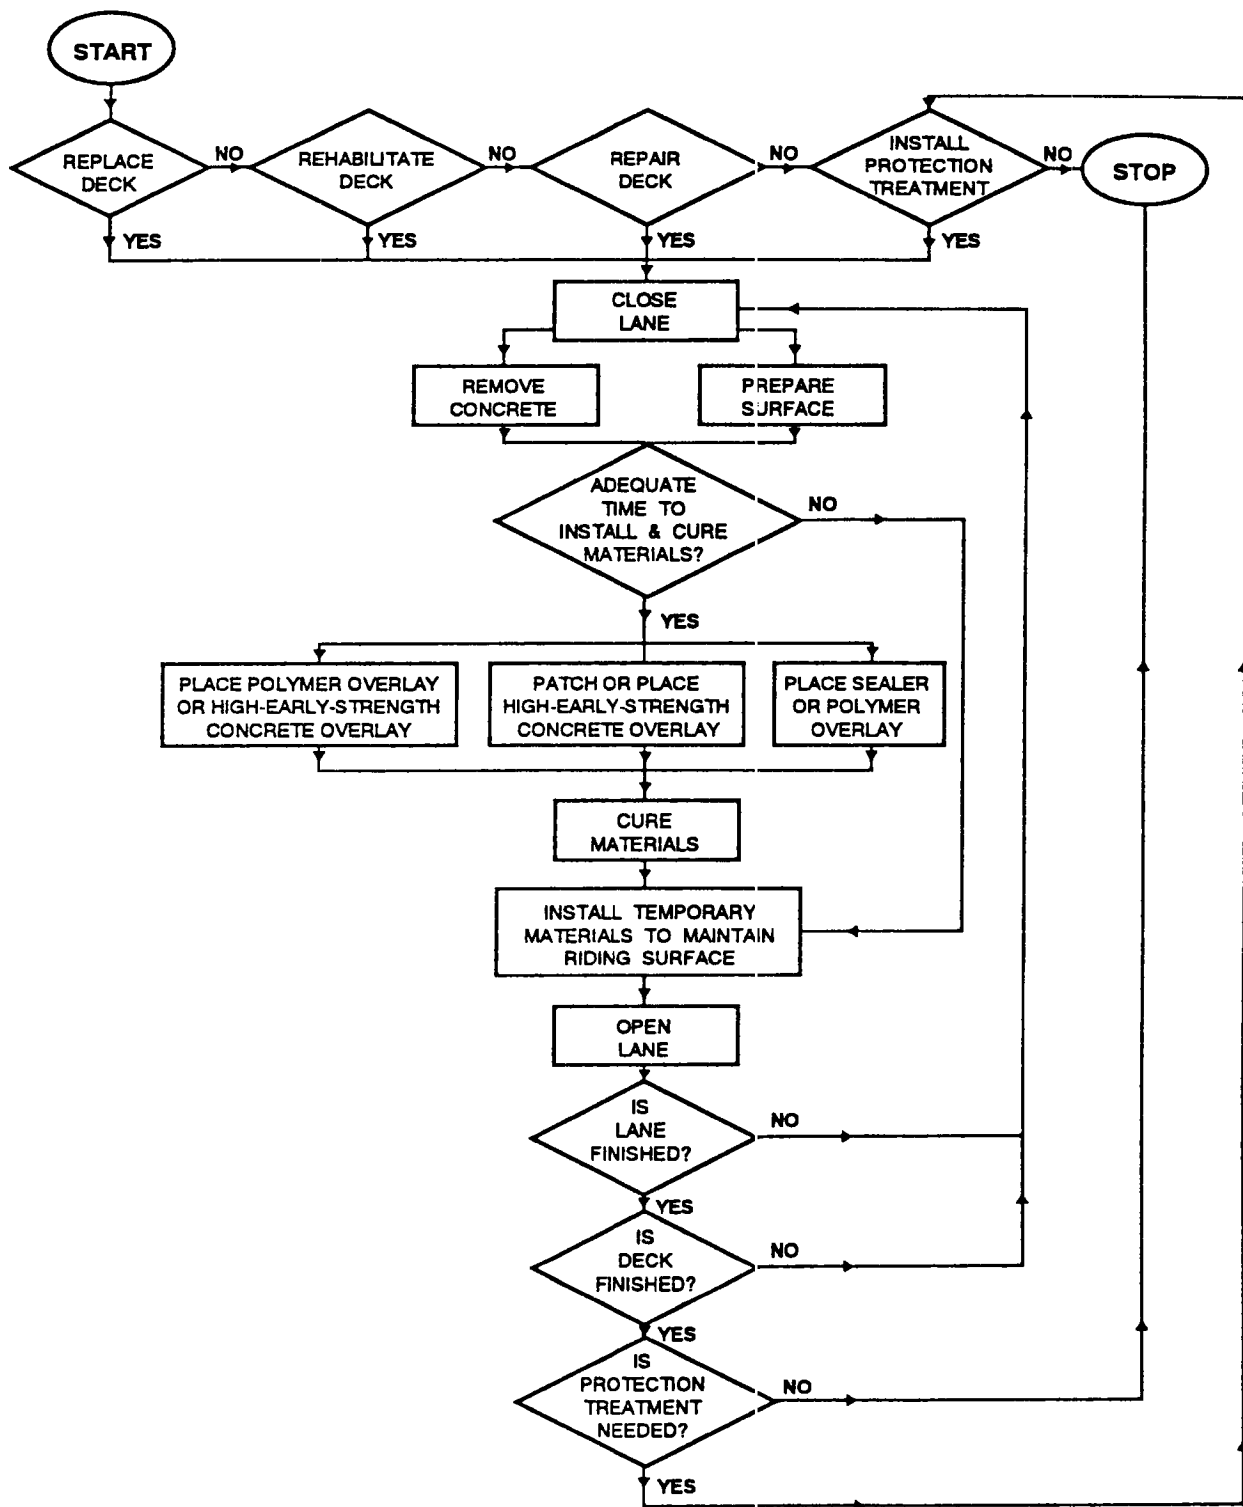 START
REPLACE
DECK
NO
REHABILITATE
DECK
NO
REPAIR
DECK
NO
INSTALL
PROTECTION
TREATMENT
NO
STOP
YES
YES
YES
YES
CLOSE
LANE
REMOVE
CONCRETE
PREPARE
SURFACE
ADEQUATE
TIME TO
INSTALL & CURE
MATERIALS?
NO
YES
PLACE POLYMER OVERLAY
OR HIGH-EARLY-STRENGTH
CONCRETE OVERLAY
PATCH OR PLACE
HIGH-EARLY-STRENGTH
CONCRETE OVERLAY
PLACE SEALER
OR POLYMER
OVERLAY
CURE
MATERIALS
INSTALL TEMPORARY
MATERIALS TO MAINTAIN
RIDING SURFACE
OPEN
LANE
IS
LANE
FINISHED?
NO
YES
IS
DECK
FINISHED?
NO
YES
IS
PROTECTION
TREATMENT
NEEDED?
NO
YES